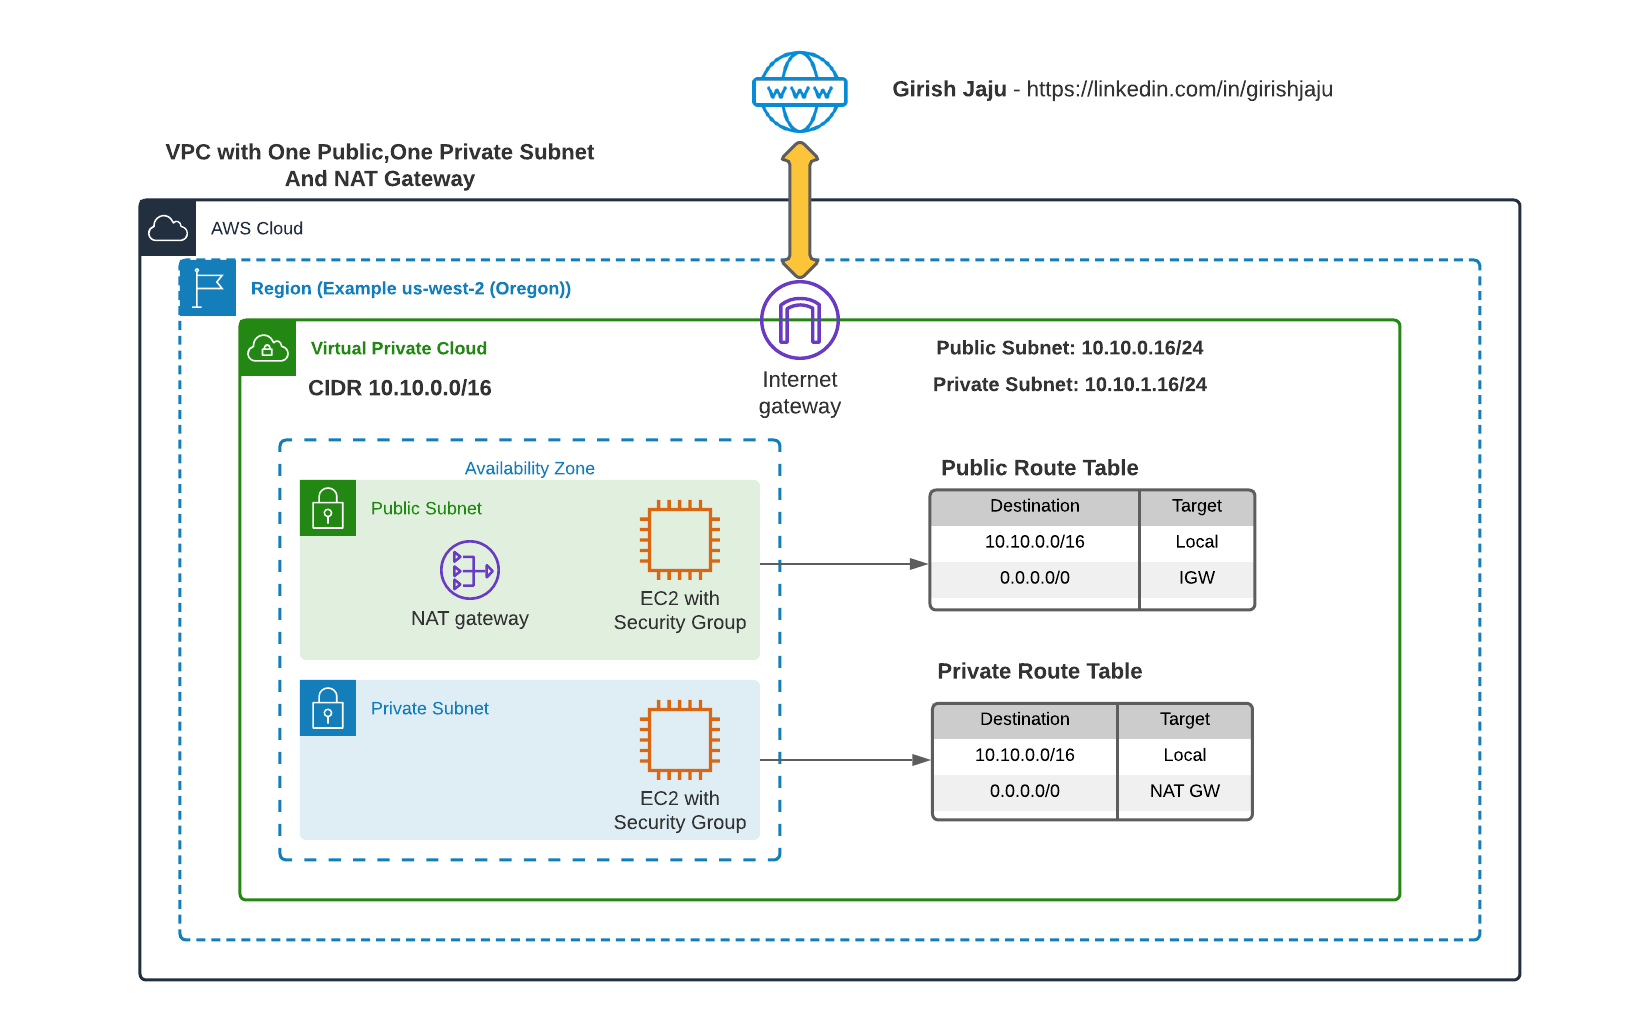 WWW
Girish Jaju - https://linkedin.com/in/girishjaju
VPC with One Public,One Private Subnet
And NAT Gateway
AWS Cloud
Region (Example us-west-2 (Oregon))
Virtual Private Cloud
CIDR 10.10.0.0/16
Internet
gateway
Public Subnet: 10.10.0.16/24
Private Subnet: 10.10.1.16/24
Availability Zone
Public Subnet
NAT gateway
EC2 with
Security Group
Public Route Table
Destination Target
10.10.0.0/16 Local
0.0.0.0/0 IGW
Private Subnet
EC2 with
Security Group
Private Route Table
Destination Target
10.10.0.0/16 Local
0.0.0.0/0 NAT GW